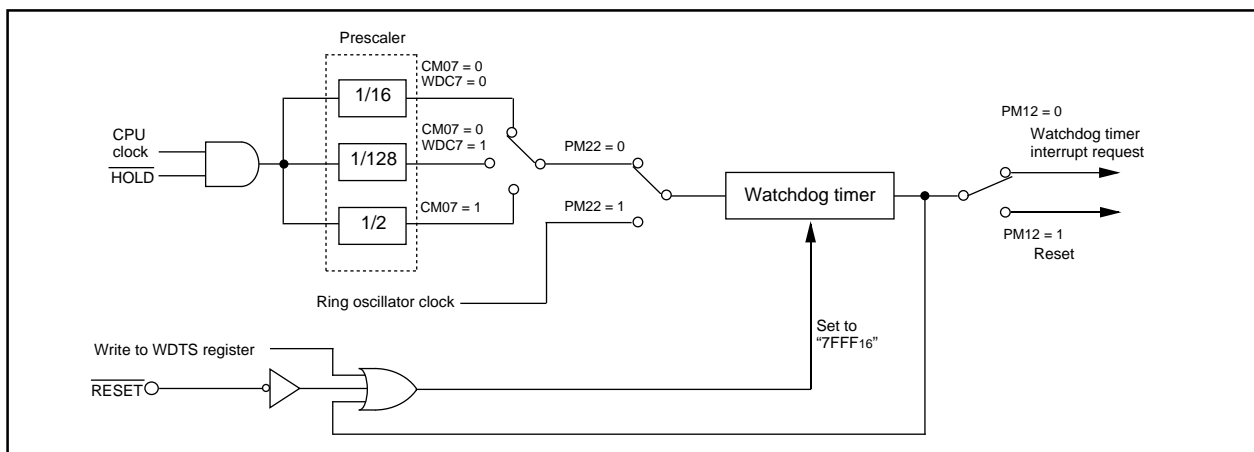 Prescaler
CM07 = 0
WDC7 = 0
1/16
PM12 = 0
CPU
clock
HOLD
CM07 = 0
WDC7 = 1
1/128
PM22 = 0
Watchdog timer
interrupt request
Watchdog timer
1/2
CM07 = 1
PM22 = 1
PM12 = 1
Reset
Ring oscillator clock
Set to
“7FFF16”
Write to WDTS register
RESET